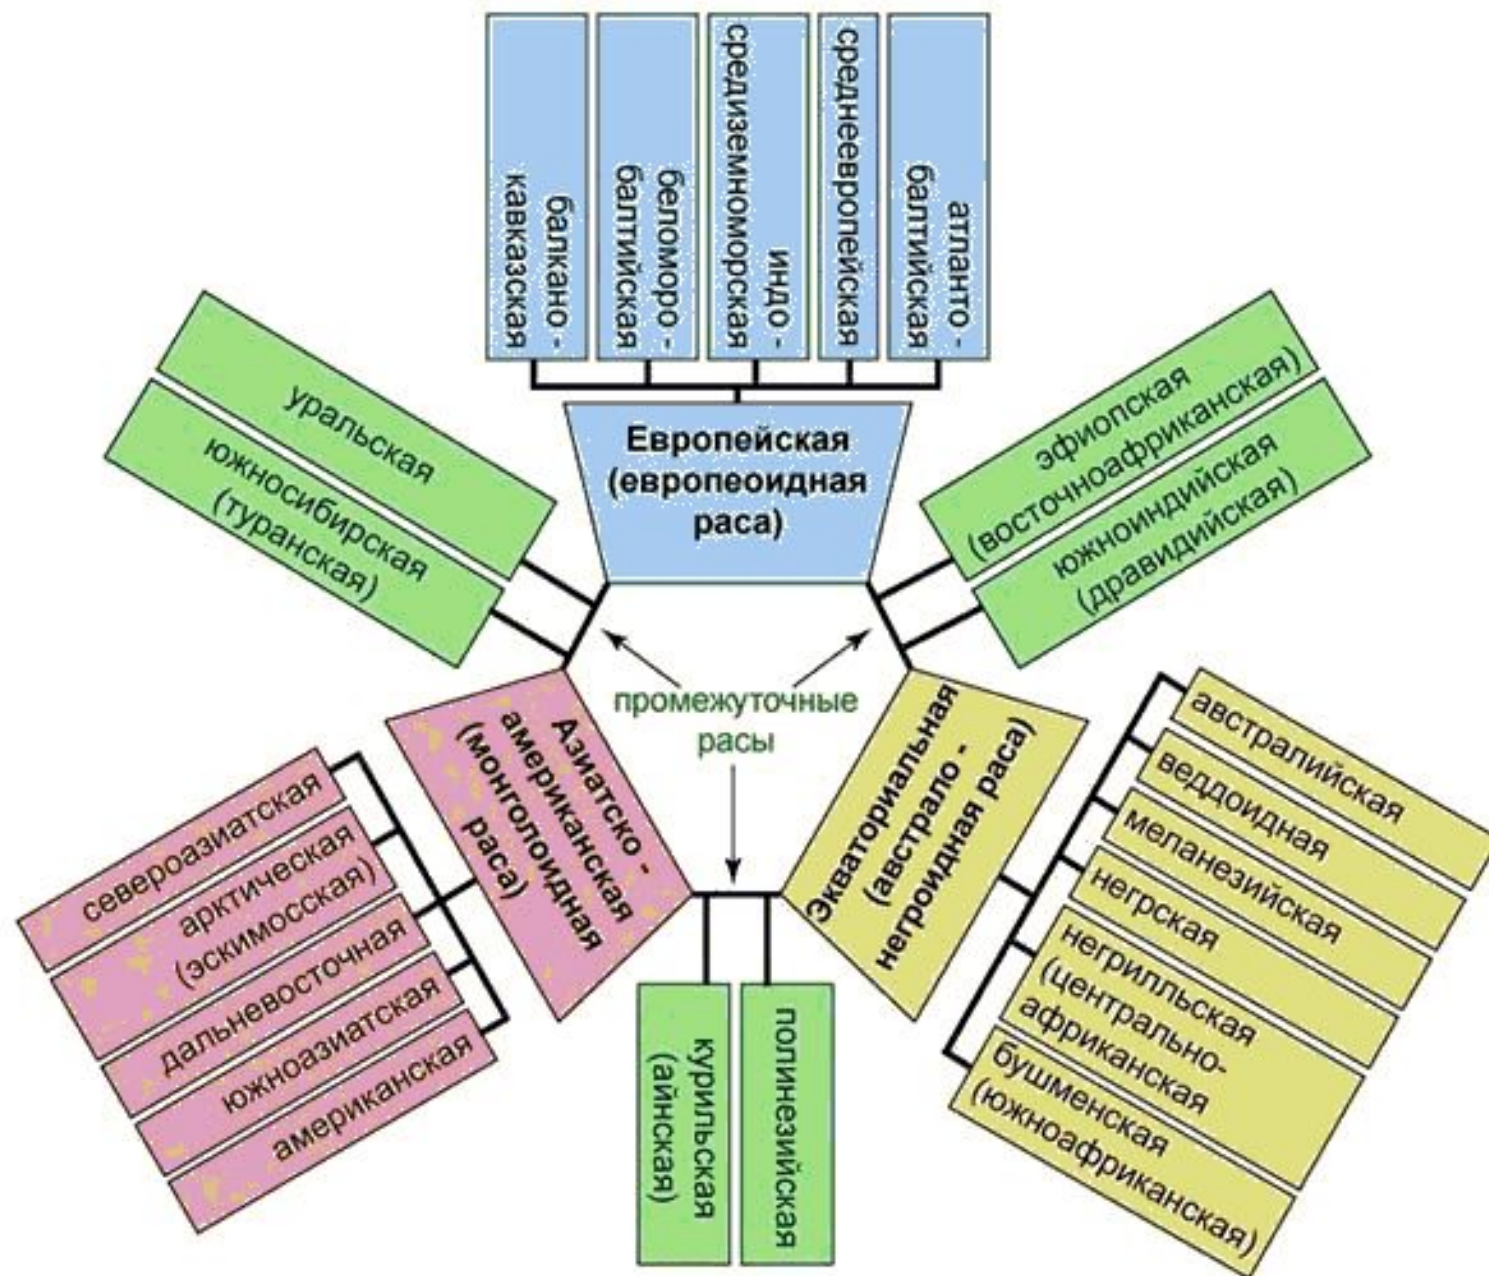 балкано -
кавказская
беломоро -
балтийская
индо -
средиземноморская
среднеевропейская
атланто -
балтийская
Европейская
(европеоидная
раса)
уральская
южносибирская
(туранская)
эфиопская
(восточноафриканская)
южноиндийская
(дравидийская)
промежуточные
расы
Азиатско -
американская
(монголоидная
раса)
Экваториальная
(австрало -
негроидная раса)
североазиатская
арктическая
(эскимосская)
дальневосточная
южноазиатская
американская
курильская
(айнская)
полинезийская
австралийская
веддоидная
меланезийская
негрская
негрилльская
(центрально-
африканская
бушменская
(южноафриканская)